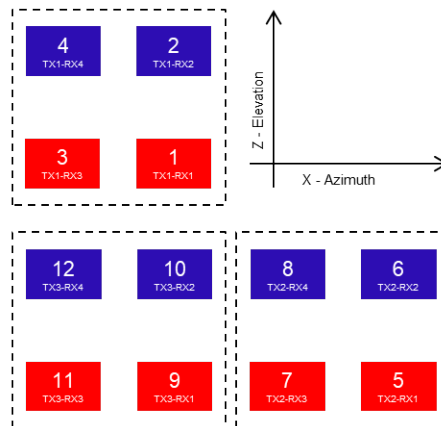 4
TX1-RX4
2
TX1-RX2
3
TX1-RX3
1
TX1-RX1
Z - Elevation
X - Azimuth
12
TX3-RX4
10
TX3-RX2
8
TX2-RX4
6
TX2-RX2
11
TX3-RX3
9
TX3-RX1
7
TX2-RX3
5
TX2-RX1